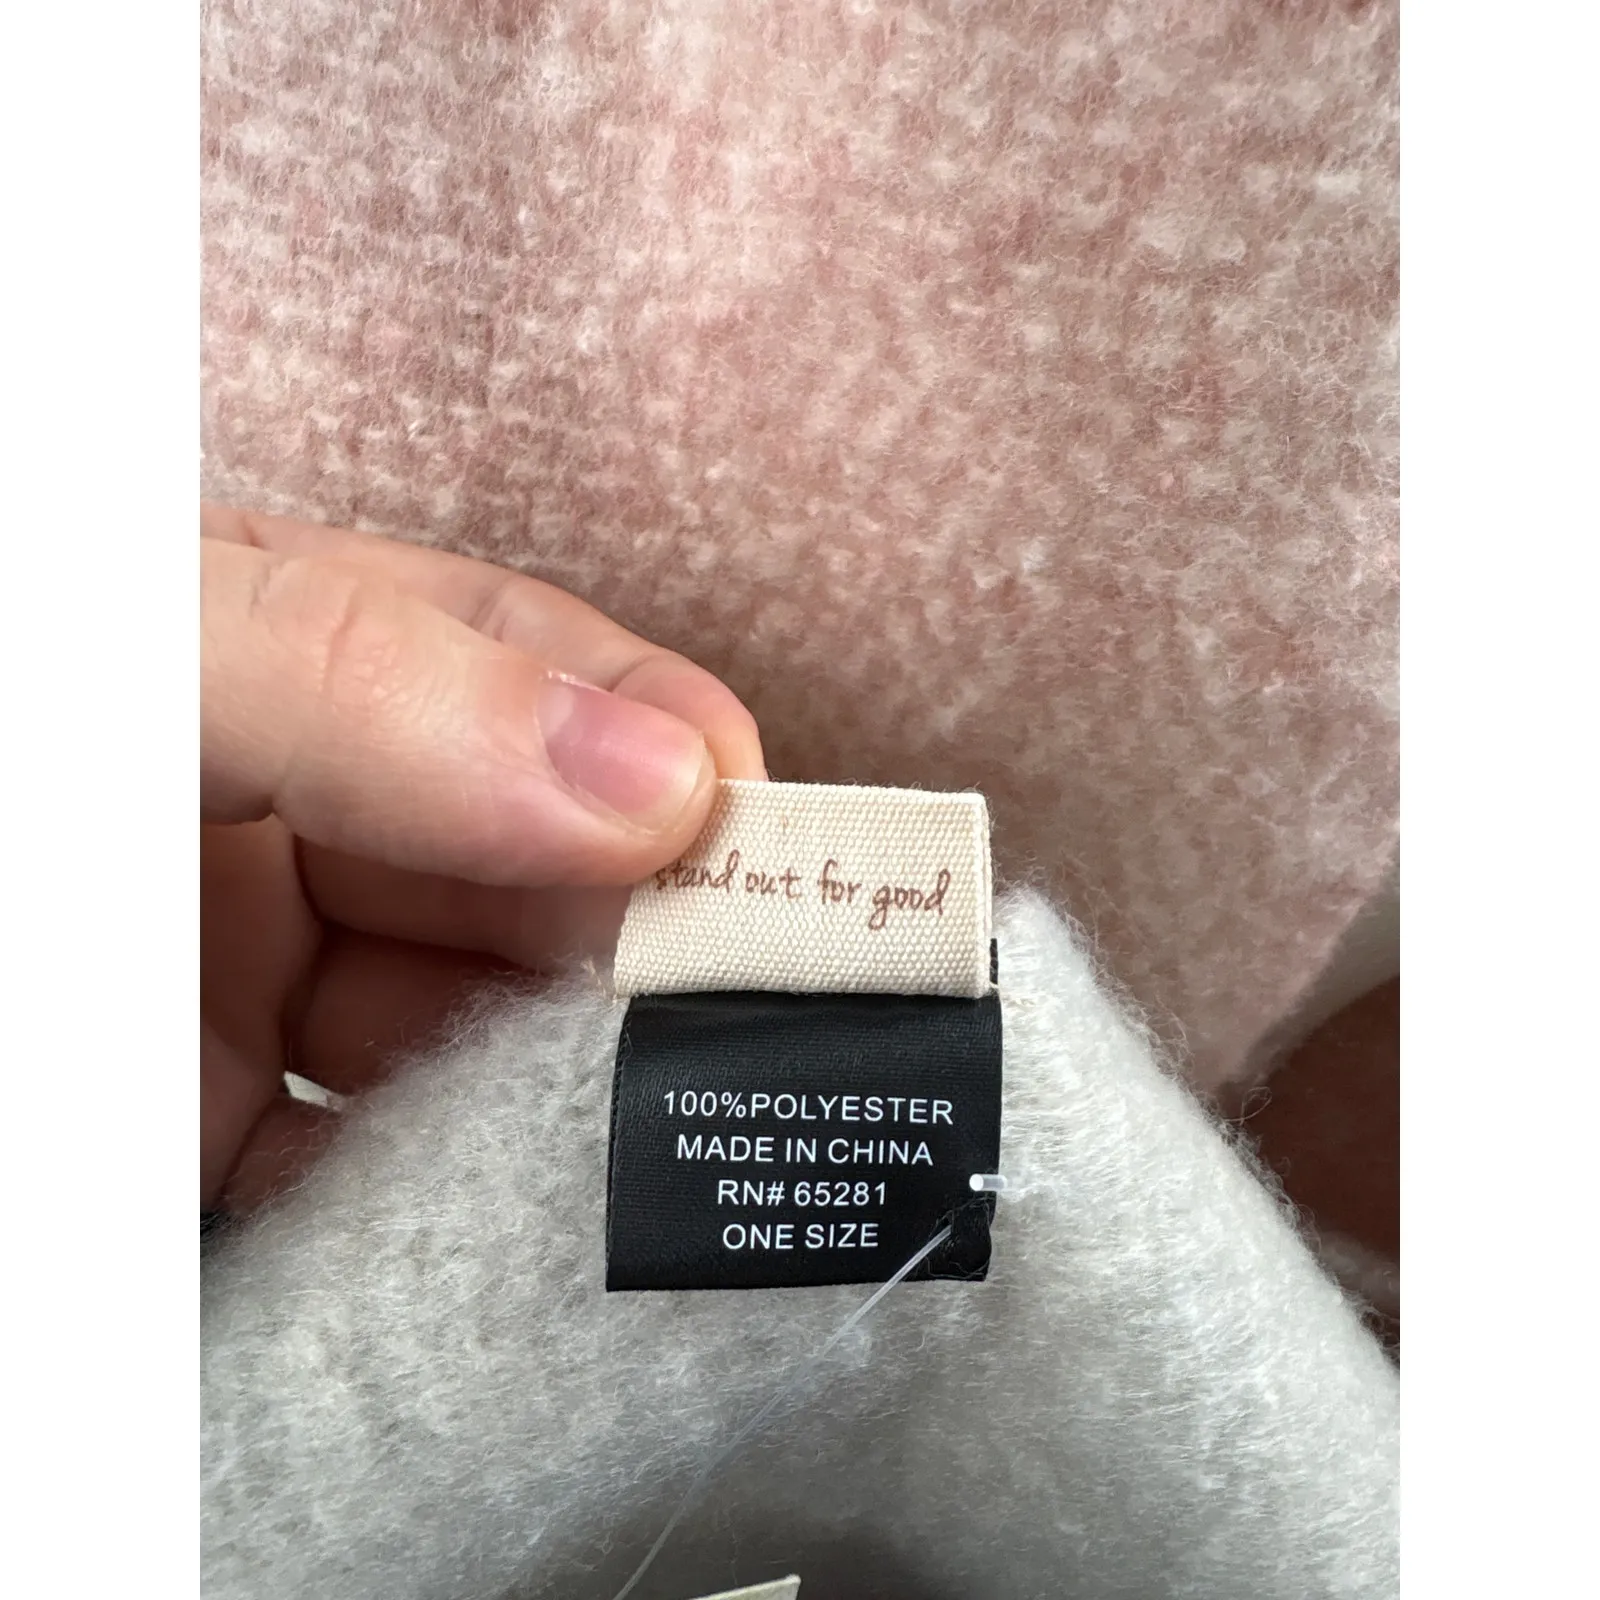 stand out for good
100%POLYESTER
MADE IN CHINA
RN# 65281
ONE SIZE